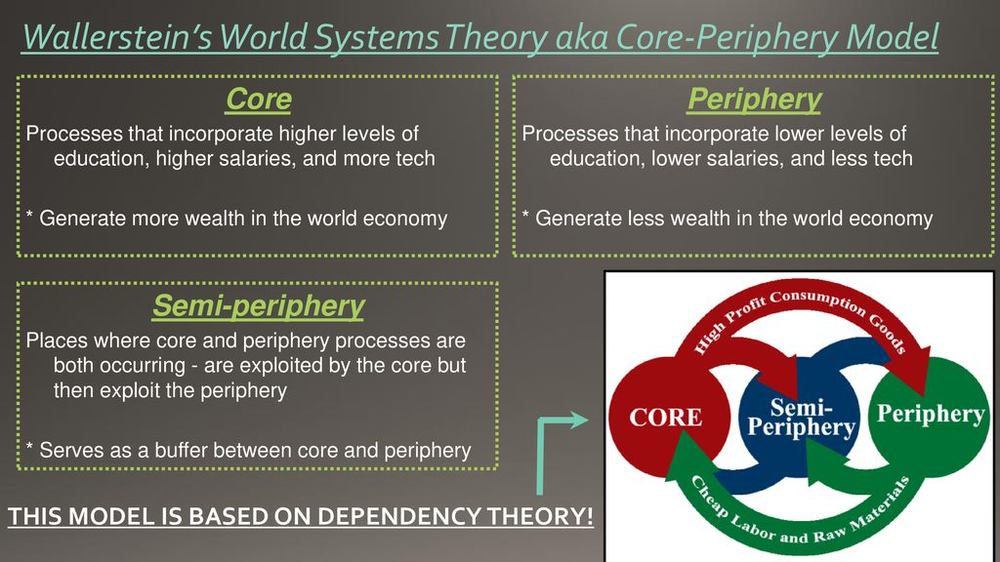 Wallerstein's World Systems Theory aka Core-Periphery Model
Core
Processes that incorporate higher levels of
education, higher salaries, and more tech
* Generate more wealth in the world economy
Periphery
Processes that incorporate lower levels of
education, lower salaries, and less tech
* Generate less wealth in the world economy
Semi-periphery
Places where core and periphery processes are
both occurring - are exploited by the core but
then exploit the periphery
* Serves as a buffer between core and periphery
THIS MODEL IS BASED ON DEPENDENCY THEORY!
High Profit Consumption Goods
CORE
Semi-
Periphery
Periphery
Cheap Labor and Raw Materials